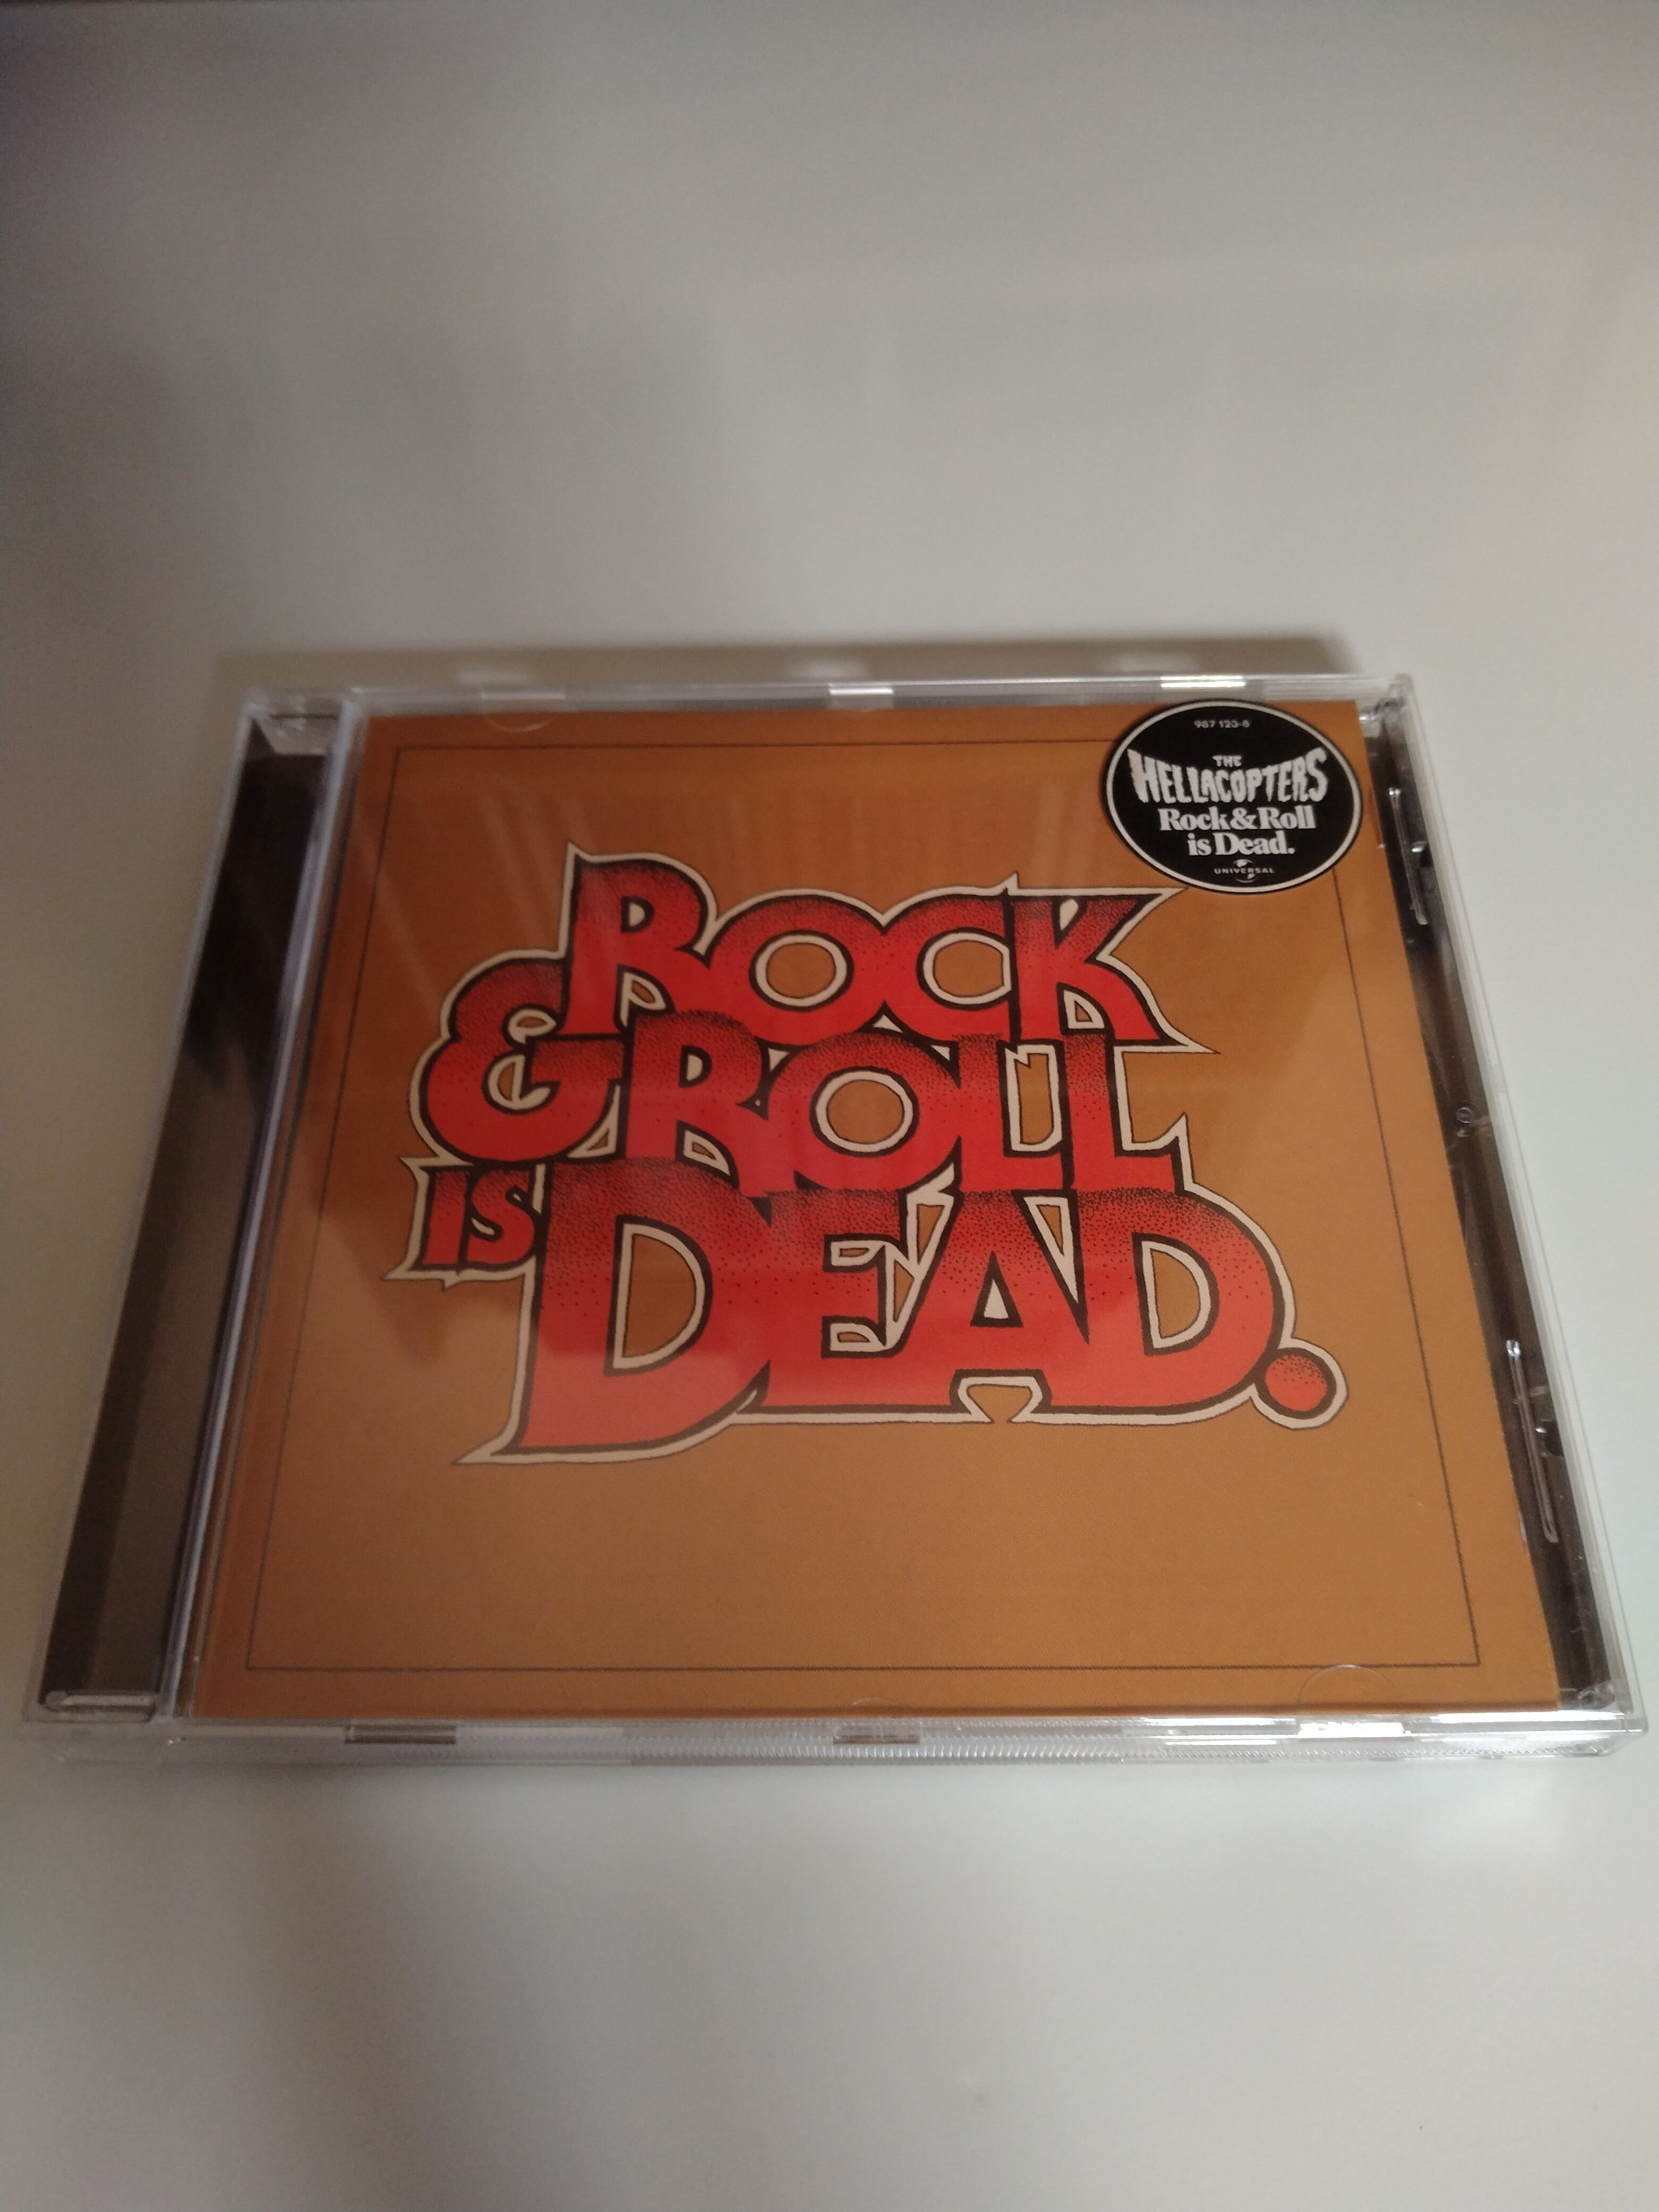 987 123-8
THE
HELLACOPTERS
Rock & Roll
is Dead.
UNIVERSAL
ROCK
& ROLL
IS DEAD.